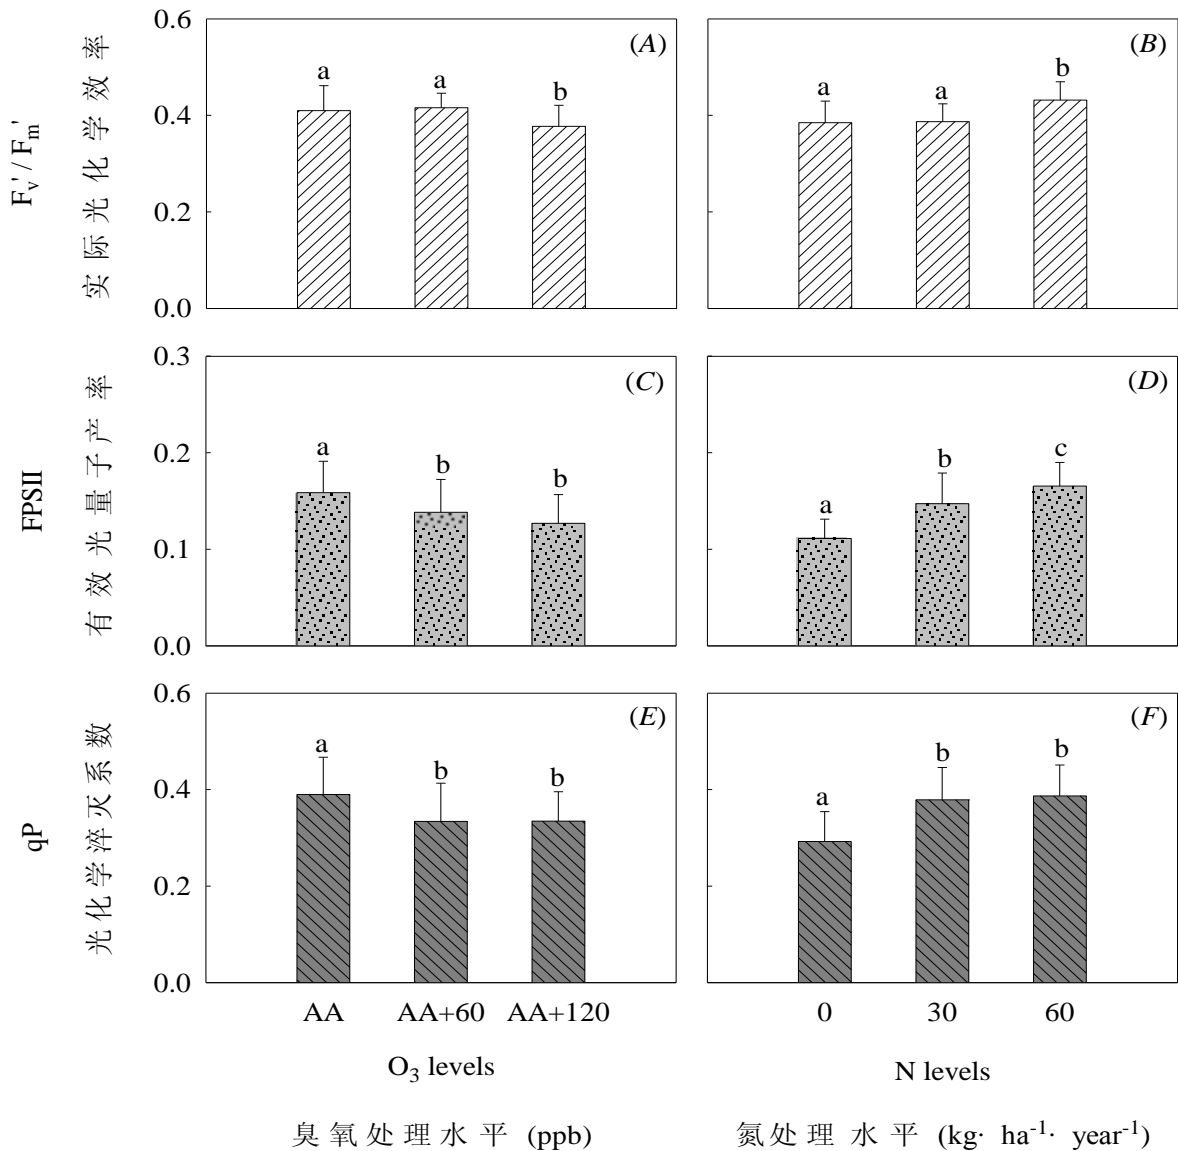 F_v' / F_m'
实际光化学效率
0.6
0.4
0.2
0.0
(A)
a
a
b
(B)
a
a
b
FPSII
有效光量子产率
0.3
0.2
0.1
0.0
(C)
a
b
b
(D)
a
b
c
qP
光化学淬灭系数
0.6
0.4
0.2
0.0
(E)
a
b
b
(F)
a
b
b
AA AA+60 AA+120
0 30 60
O₃ levels
N levels
臭氧处理水平 (ppb)
氮处理 水平 (kg· ha⁻¹· year⁻¹)